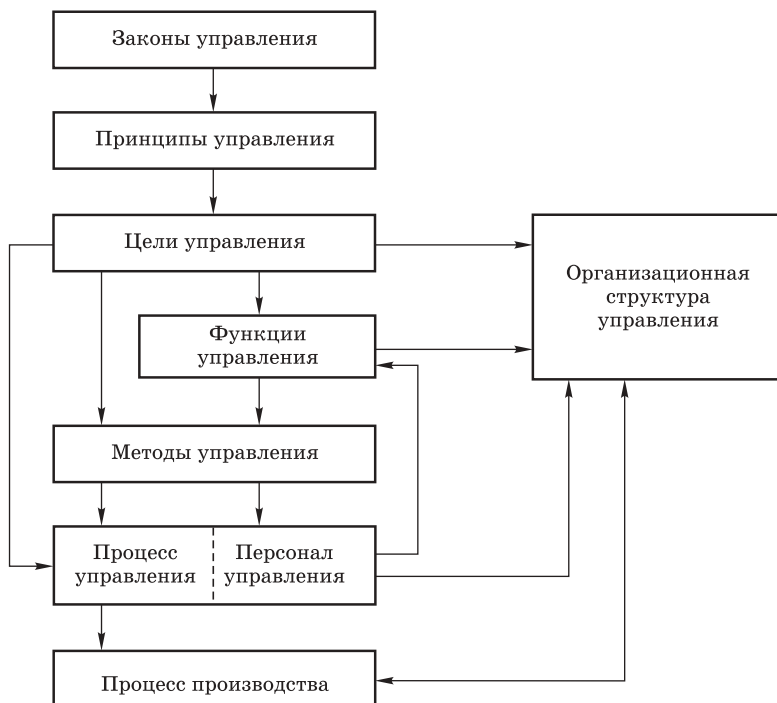 Законы управления
Принципы управления
Цели управления
Организационная
структура
управления
Функции
управления
Методы управления
Процесс
управления
Персонал
управления
Процесс производства